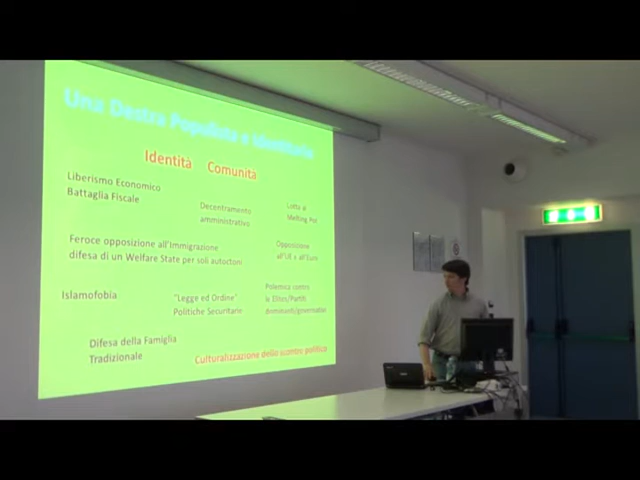 Una Destra Populista e Identitaria
Identità Comunità
Liberismo Economico
Battaglia Fiscale
Decentramento
amministrativo
Lotta al
Melting Pot
Feroce opposizione all'Immigrazione
difesa di un Welfare State per soli autoctoni
Opposizione
all'UE e all'Euro
Islamofobia
"Legge ed Ordine"
Politiche Securitarie
Polemica contro
le Elites/Partiti
dominanti/governativi
Difesa della Famiglia
Tradizionale
Culturalizzazione dello scontro politico